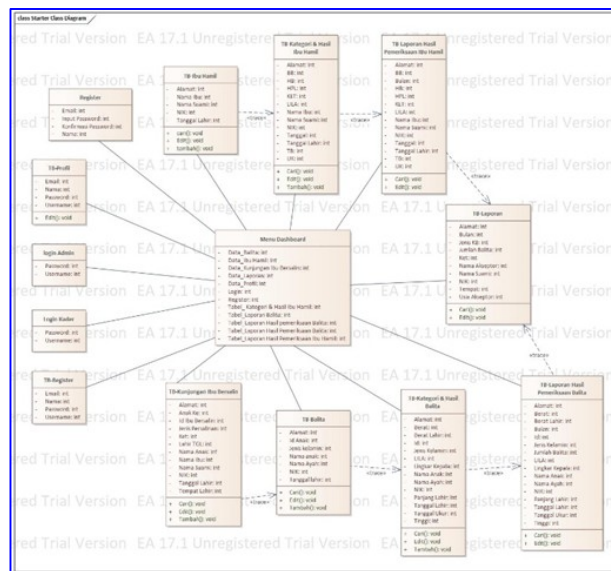 class Starter Class Diagram
EA 17.1 Unregistered Trial Version
Register
- Email: int
- Input Password: int
- Konfirmasi Password: int
- Nama: int
TB-Ibu Hamil
- Alamat: int
- Nama Ibu: int
- Nama Suami: int
- NIK: int
- Tanggal Lahir: int
+ Cari(): void
+ Edit(): void
+ Tambah(): void
TB-Kategori & Hasil
Ibu Hamil
- Alamat: int
- BB: int
- HB: int
- HPL: int
- LILA: int
- Nama Ibu: int
- Nama Suami: int
- NIK: int
- Tanggal: int
- Tanggal Lahir: int
- TB: int
+ Cari(): void
+ Edit(): void
+ Tambah(): void
TB-Laporan Hasil
Pemeriksaan Ibu Hamil
- Alamat: int
- BB: int
- Bulan: int
- HB: int
- HPL: int
- LILA: int
- Nama Ibu: int
- Nama Suami: int
- NIK: int
- Tanggal: int
- Tanggal Lahir: int
- TB: int
+ Cari(): void
+ Edit(): void
TB-Profil
- Email: int
- Nama: int
- Password: int
- Username: int
+ Edit(): void
login Admin
- Password: int
- Username: int
Login Kader
- Password: int
- Username: int
TB-Register
- Email: int
- Nama: int
- Password: int
- Username: int
Menu Dashboard
- Data_Balita: int
- Data_Ibu Hamil: int
- Data_Kunjungan Ibu Bersalin: int
- Data_Laporan: int
- Data_Profil: int
- Login: int
- Register: int
- Tabel_ Kategori & Hasil Ibu Hamil: int
- Tabel_Laporan Balita: int
- Tabel_Laporan Hasil Pemeriksaan Balita: int
- Tabel_Laporan Hasil Pemeriksaan Ibu Hamil: int
TB-Laporan
- Alamat: int
- Bulan: int
- Jenis KB: int
- Jumlah Balita: int
- Ket: int
- Nama Akseptor: int
- Nama Suami: int
- NIK: int
- Tempat: int
- Usia Akseptor: int
+ Cari(): void
+ Edit(): void
TB-Kunjungan Ibu Bersalin
- Alamat: int
- Anak Ke: int
- Id Ibu Bersalin: int
- Jenis Persalinan: int
- Ket: int
- Nama Anak: int
- Nama Ibu: int
- Nama Suami: int
- NIK: int
- Tanggal Lahir: int
- Tempat Lahir: int
+ Cari(): void
+ Edit(): void
+ Tambah(): void
TB Balita
- Alamat: int
- Id Anak: int
- Jenis kelamin: int
- Nama anak: int
- Nama Ayah: int
- NIK: int
- Tanggal lahir: int
+ Cari(): void
+ Edit(): void
+ Tambah(): void
TB-Kategori & Hasil
Balita
- Alamat: int
- Berat: int
- Berat Lahir: int
- Id: int
- Jenis Kelamin: int
- LILA: int
- Lingkar Kepala: int
- Nama Anak: int
- Nama Ayah: int
- NIK: int
- Panjang Lahir: int
- Tanggal Lahir: int
- Tanggal Ukur: int
- Tinggi: int
+ Cari(): void
+ Edit(): void
+ Tambah(): void
TB-Laporan Hasil
Pemeriksaan Balita
- Alamat: int
- Berat: int
- Berat Lahir: int
- Bulan: int
- Id: int
- Jenis Kelamin: int
- Jumlah Balita: int
- LILA: int
- Lingkar Kepala: int
- Nama Anak: int
- Nama Ayah: int
- NIK: int
- Panjang Lahir: int
- Tanggal Lahir: int
- Tanggal Ukur: int
- Tinggi: int
+ Cari(): void
+ Edit(): void
«trace»
«trace»
«trace»
«trace»
«trace»
«trace»
«trace»